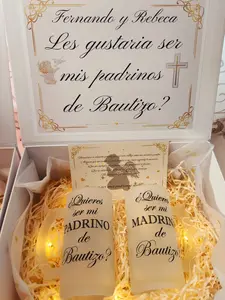 Fernando y Rebeca
Les gustaria ser
mis padrinos
de Bautizo?
¿Quieres
ser mi
PADRINO
de
Bautizo?
¿Quieres
ser mi
MADRINA
de
Bautizo?